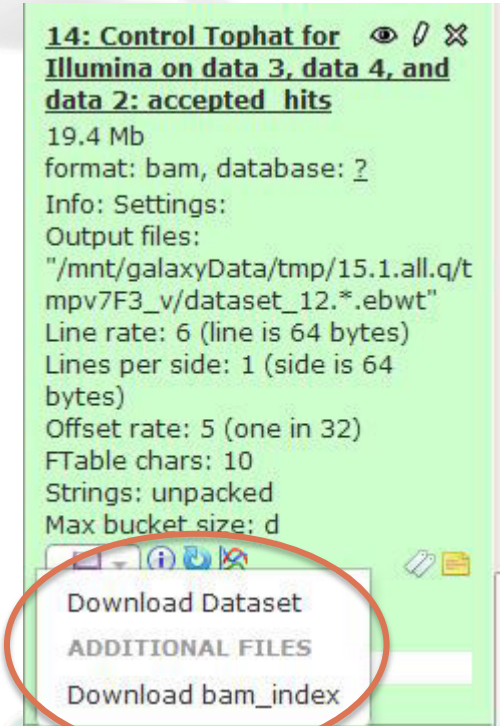 14: Control Tophat for
Illumina on data 3, data 4, and
data 2: accepted_hits
19.4 Mb
format: bam, database: ?
Info: Settings:
Output files:
"/mnt/galaxyData/tmp/15.1.all.q/t
mpv7F3_v/dataset_12.*.ebwt"
Line rate: 6 (line is 64 bytes)
Lines per side: 1 (side is 64
bytes)
Offset rate: 5 (one in 32)
FTable chars: 10
Strings: unpacked
Max bucket size: d
Download Dataset
ADDITIONAL FILES
Download bam_index